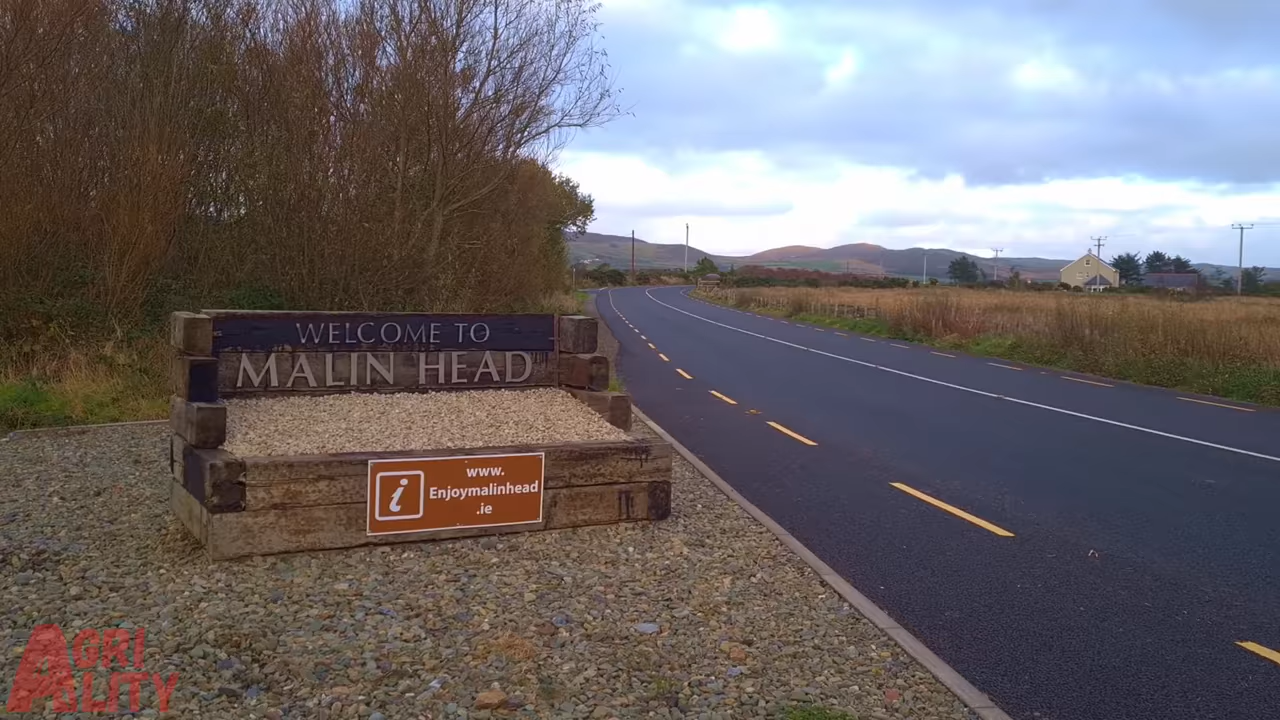 WELCOME TO
MALIN HEAD
i
www.
Enjoymalinhead
.ie
AGRI
ALITY